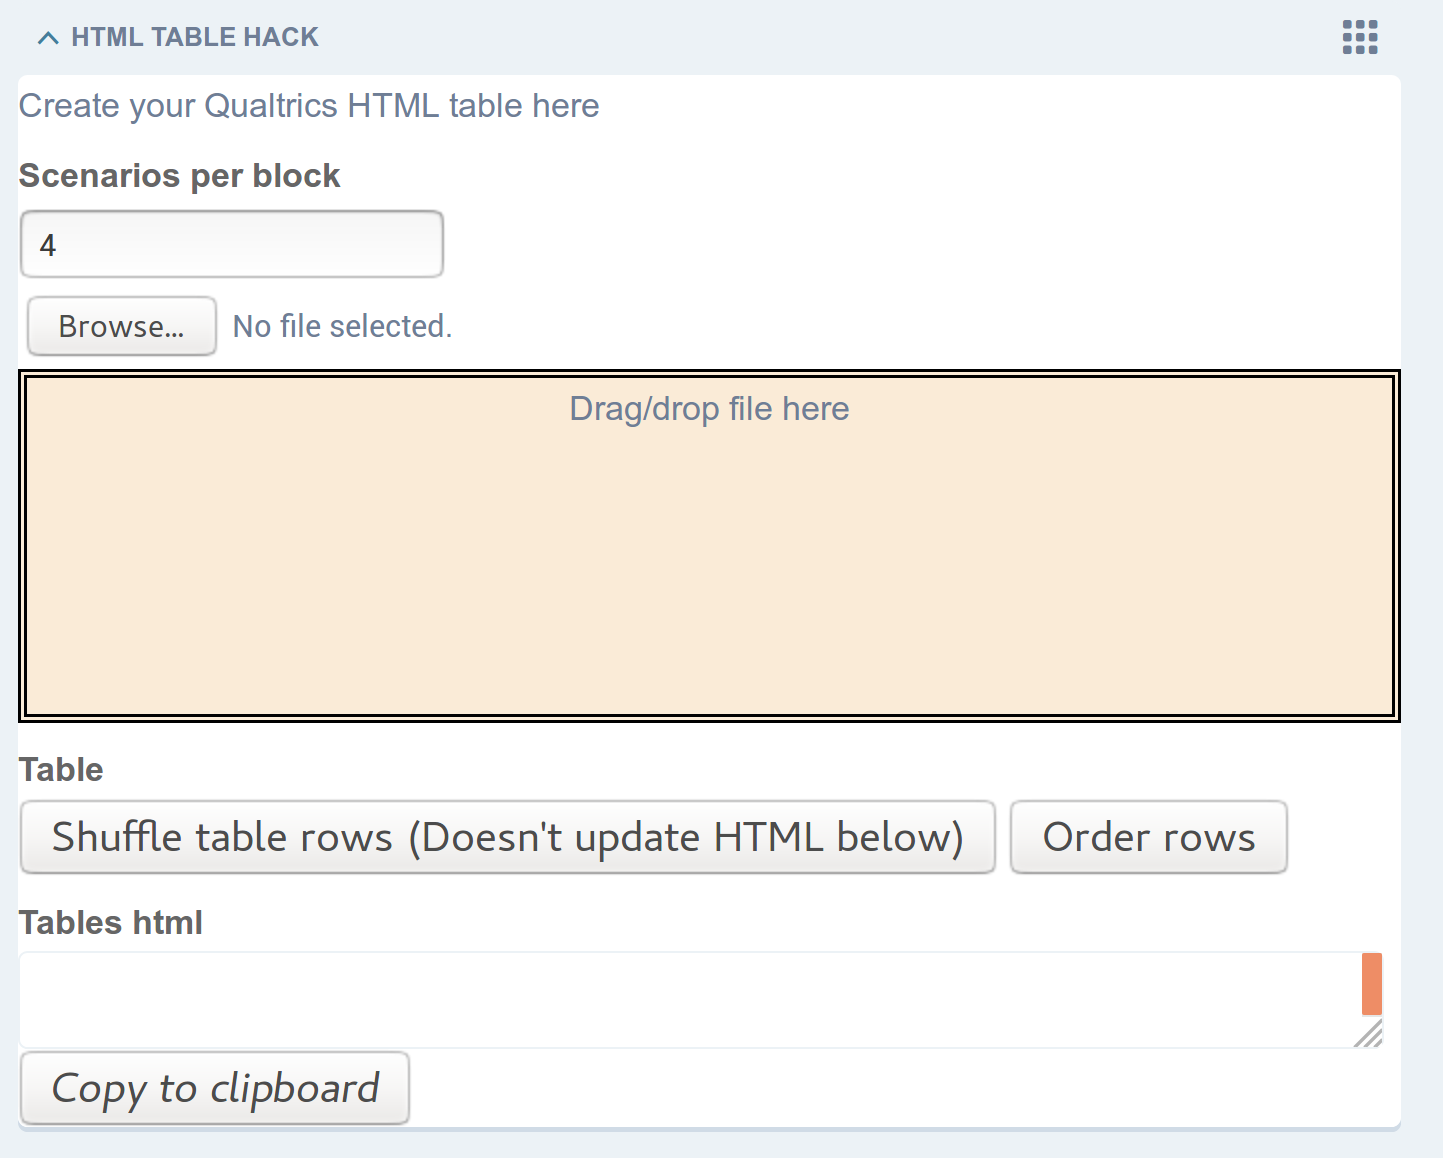 HTML TABLE HACK
Create your Qualtrics HTML table here
Scenarios per block
4
Browse... No file selected.
Drag/drop file here
Table
Shuffle table rows (Doesn't update HTML below) Order rows
Tables html
Copy to clipboard